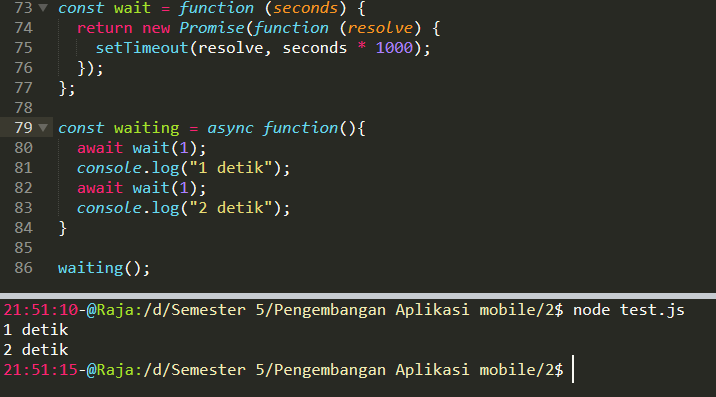 73 const wait = function (seconds) {
74   return new Promise(function (resolve) {
75     setTimeout(resolve, seconds * 1000);
76   });
77 };
78
79 const waiting = async function(){
80   await wait(1);
81   console.log("1 detik");
82   await wait(1);
83   console.log("2 detik");
84 }
85
86 waiting();
21:51:10-@Raja:/d/Semester 5/Pengembangan Aplikasi mobile/2$ node test.js
1 detik
2 detik
21:51:15-@Raja:/d/Semester 5/Pengembangan Aplikasi mobile/2$